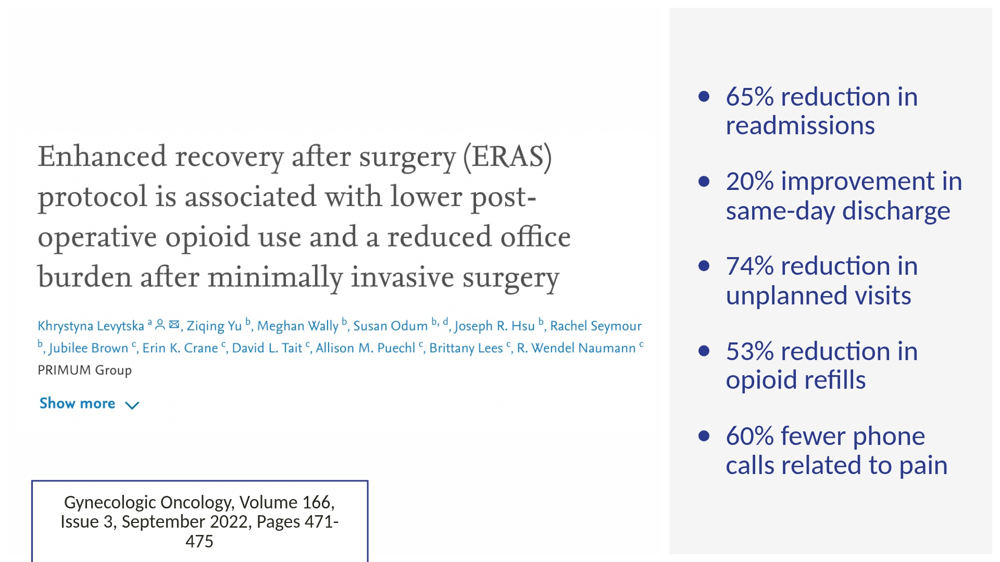 Enhanced recovery after surgery (ERAS)
protocol is associated with lower post-
operative opioid use and a reduced office
burden after minimally invasive surgery
Khrystyna Levytska a, Ziqing Yu b, Meghan Wally b, Susan Odum b, d, Joseph R. Hsu b, Rachel Seymour
b, Jubilee Brown c, Erin K. Crane c, David L. Tait c, Allison M. Puechl c, Brittany Lees c, R. Wendel Naumann c
PRIMUM Group
Show more
Gynecologic Oncology, Volume 166,
Issue 3, September 2022, Pages 471-
475
• 65% reduction in
readmissions
• 20% improvement in
same-day discharge
• 74% reduction in
unplanned visits
• 53% reduction in
opioid refills
• 60% fewer phone
calls related to pain